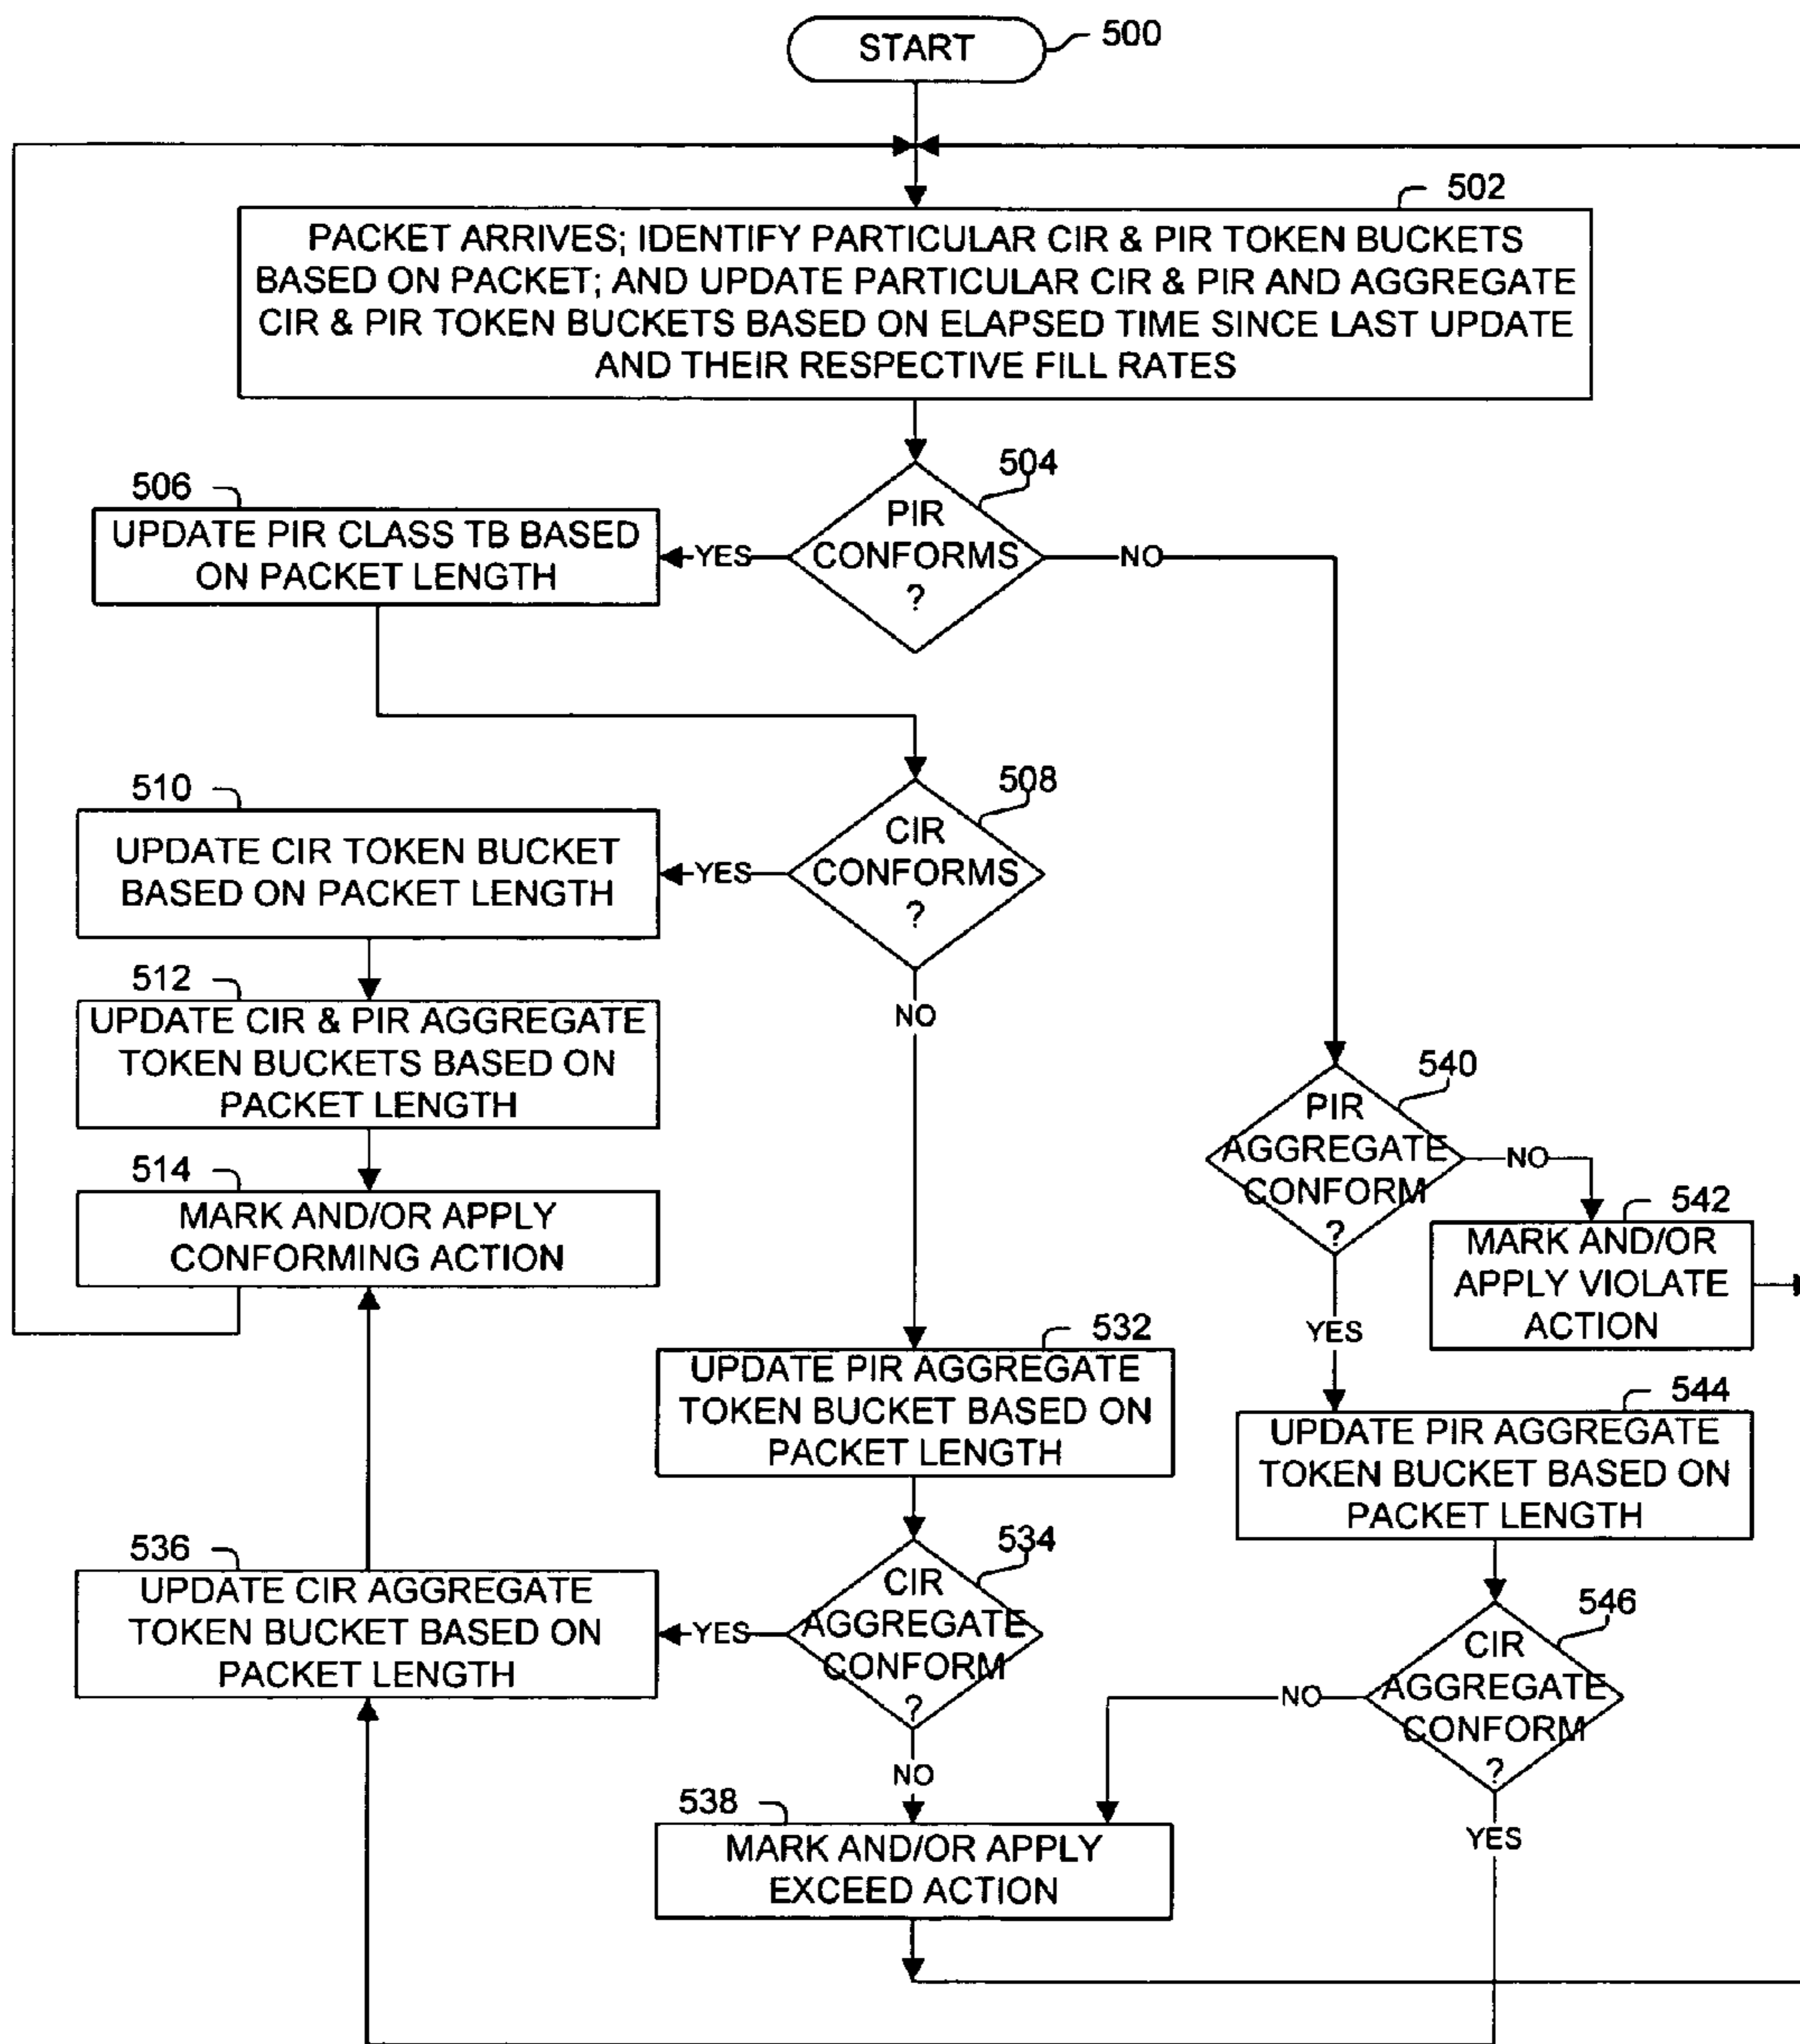 START
500
502
PACKET ARRIVES; IDENTIFY PARTICULAR CIR & PIR TOKEN BUCKETS
BASED ON PACKET; AND UPDATE PARTICULAR CIR & PIR AND AGGREGATE
CIR & PIR TOKEN BUCKETS BASED ON ELAPSED TIME SINCE LAST UPDATE
AND THEIR RESPECTIVE FILL RATES
504
PIR
CONFORMS
?
YES
NO
506
UPDATE PIR CLASS TB BASED
ON PACKET LENGTH
508
CIR
CONFORMS
?
YES
NO
510
UPDATE CIR TOKEN BUCKET
BASED ON PACKET LENGTH
512
UPDATE CIR & PIR AGGREGATE
TOKEN BUCKETS BASED ON
PACKET LENGTH
514
MARK AND/OR APPLY
CONFORMING ACTION
540
PIR
AGGREGATE
CONFORM
?
NO
YES
542
MARK AND/OR
APPLY VIOLATE
ACTION
532
UPDATE PIR AGGREGATE
TOKEN BUCKET BASED ON
PACKET LENGTH
544
UPDATE PIR AGGREGATE
TOKEN BUCKET BASED ON
PACKET LENGTH
534
CIR
AGGREGATE
CONFORM
?
YES
NO
536
UPDATE CIR AGGREGATE
TOKEN BUCKET BASED ON
PACKET LENGTH
546
CIR
AGGREGATE
CONFORM
?
NO
YES
538
MARK AND/OR APPLY
EXCEED ACTION